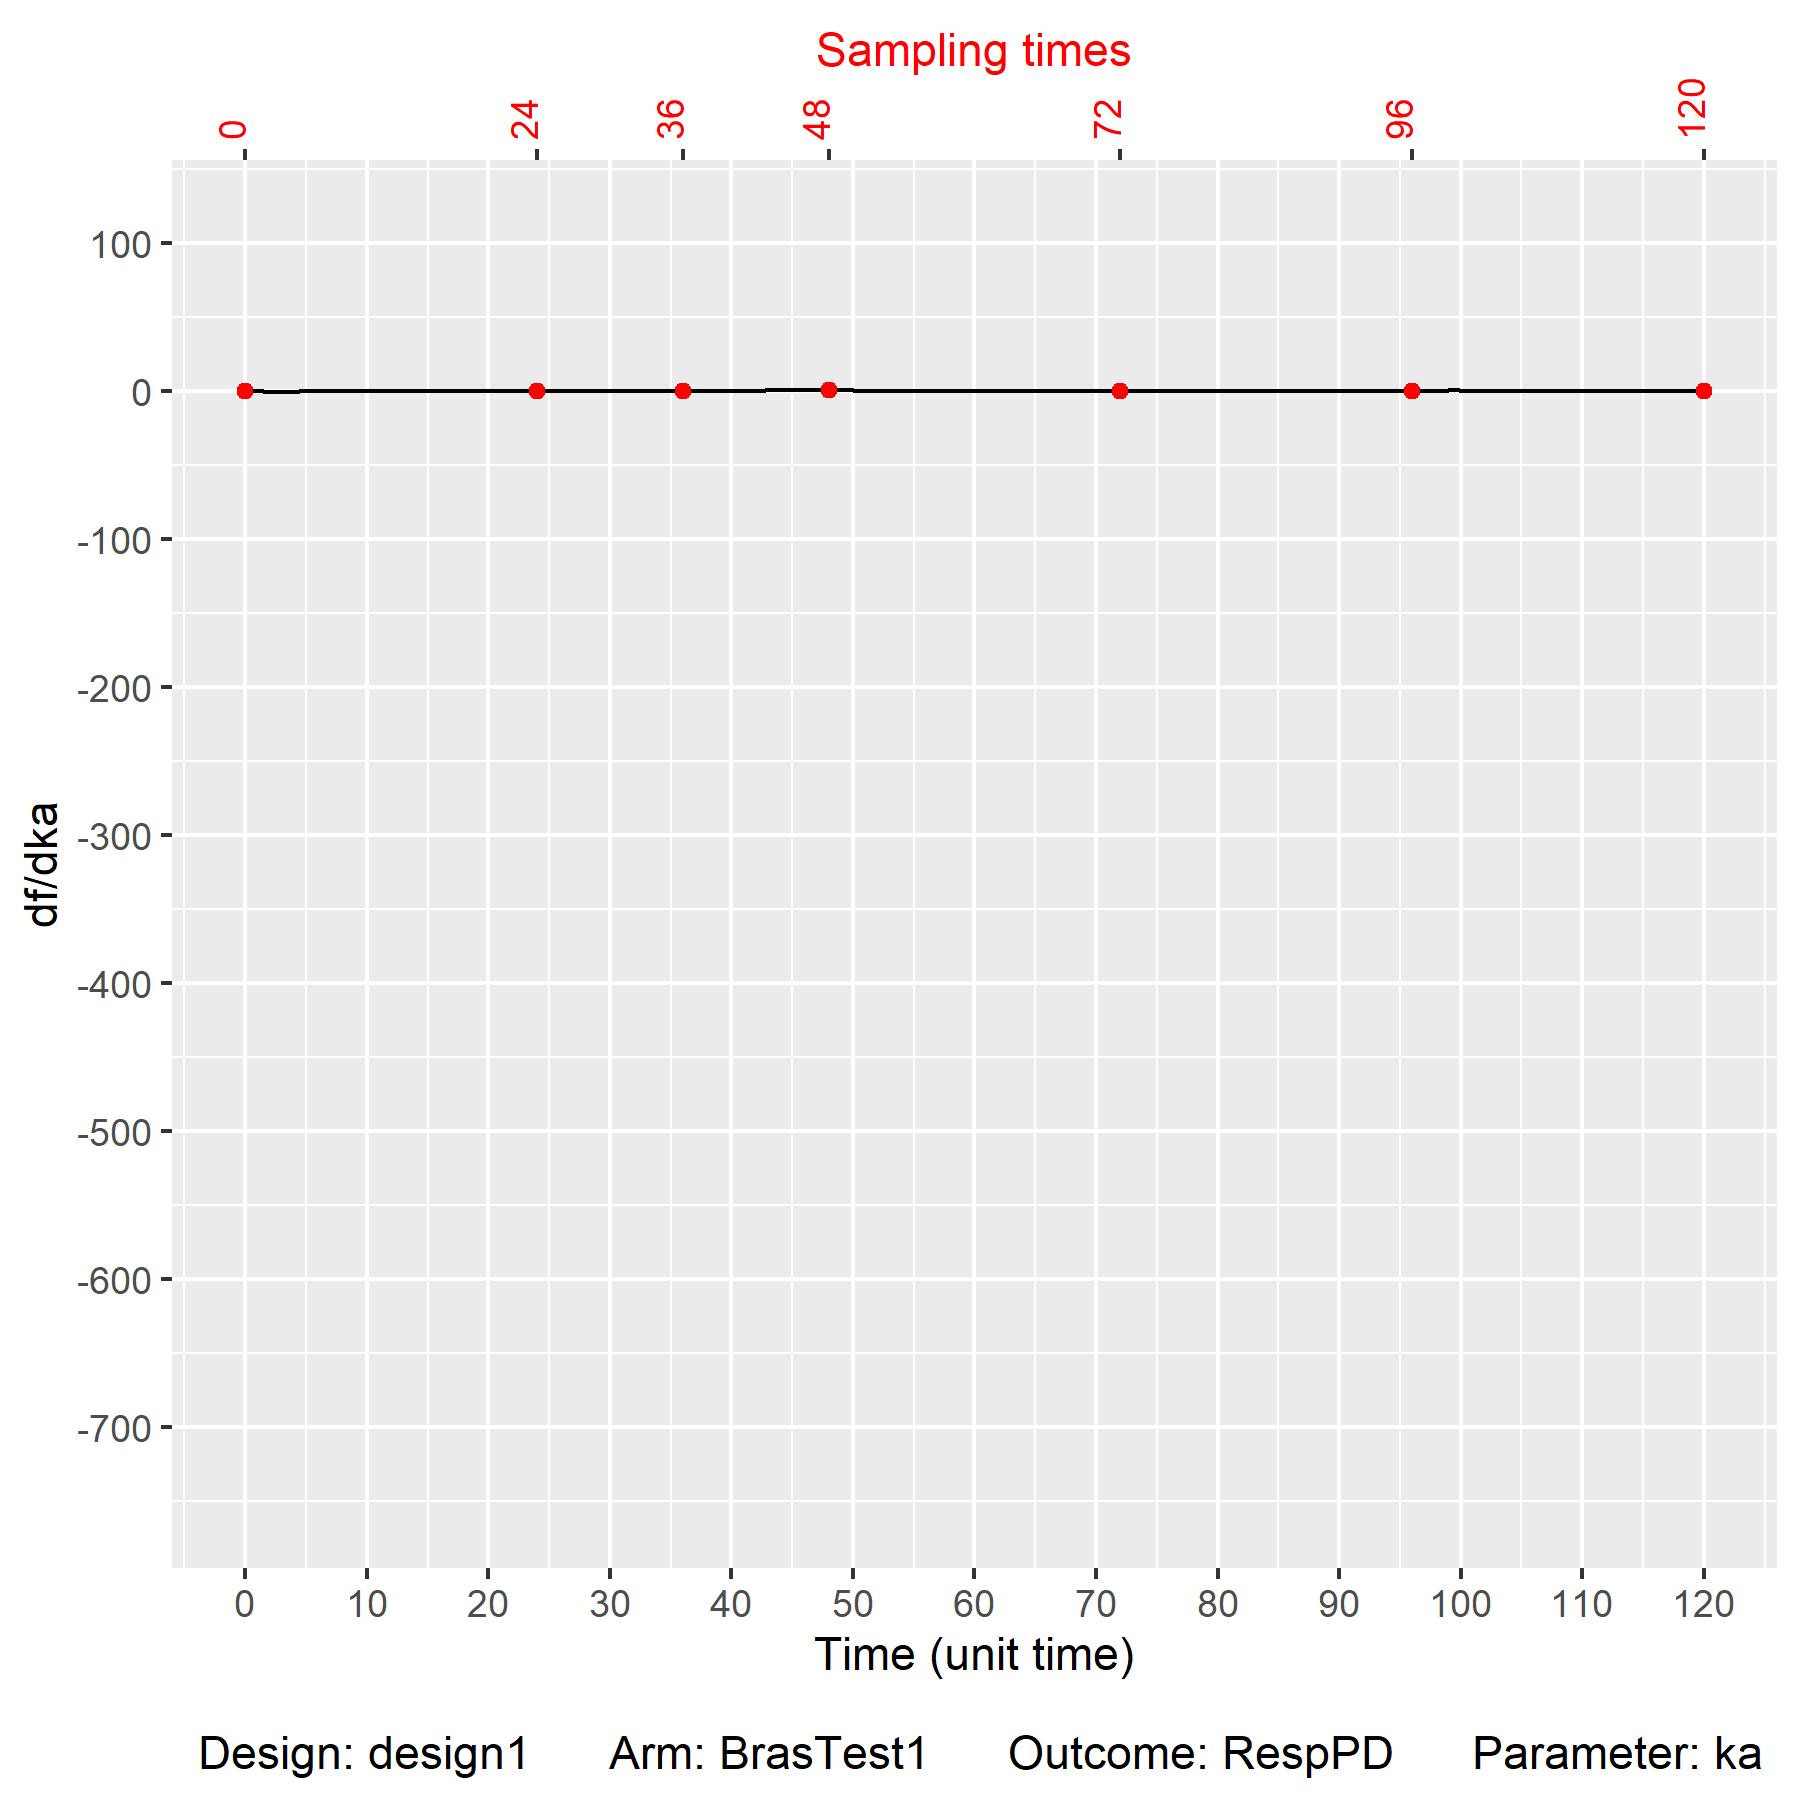 Sampling times
0 24 36 48 72 96 120
100
0
-100
-200
-300
-400
-500
-600
-700
df/dka
0 10 20 30 40 50 60 70 80 90 100 110 120
Time (unit time)
Design: design1 Arm: BrasTest1 Outcome: RespPD Parameter: ka